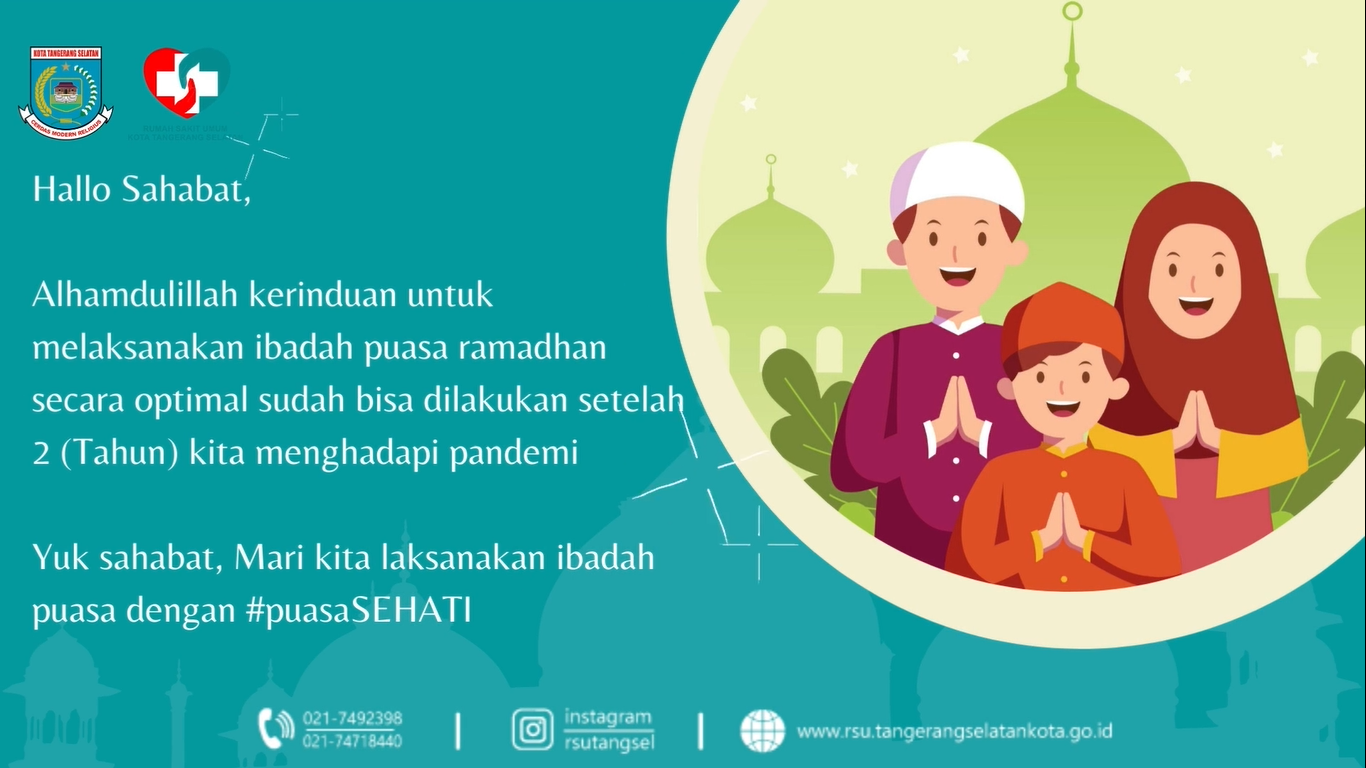 KOTA TANGERANG SELATAN
CERDAS MODERN RELIGIUS
Hallo Sahabat,
Alhamdulillah kerinduan untuk
melaksanakan ibadah puasa ramadhan
secara optimal sudah bisa dilakukan setelah
2 (Tahun) kita menghadapi pandemi
Yuk sahabat, Mari kita laksanakan ibadah
puasa dengan #puasaSEHATI
021-7492398
021-74718440
instagram
rsutangsel
www.rsu.tangerangselatankota.go.id